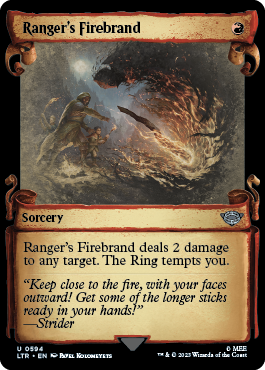 Ranger's Firebrand
Sorcery
Ranger's Firebrand deals 2 damage
to any target. The Ring tempts you.
"Keep close to the fire, with your faces
outward! Get some of the longer sticks
ready in your hands!"
—Strider
U 0594
LTR • EN PAVEL KOLOMEYETS
© MEE
™ & © 2023 Wizards of the Coast